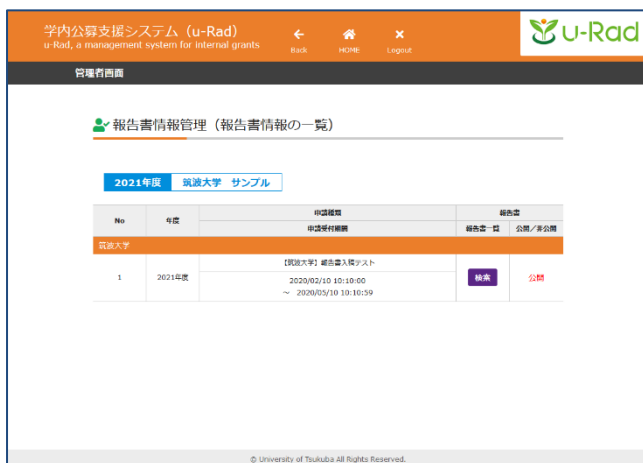 学内公募支援システム（u-Rad）
u-Rad, a management system for internal grants
Back
HOME
Logout
u-Rad
管理者画面
報告書情報管理（報告書情報の一覧）
2021年度 筑波大学 サンプル
No 年度 申請種類 報告書
申請受付期間 報告書一覧 公開／非公開
筑波大学
【筑波大学】報告書入稿テスト
1 2021年度 検索 公開
2020/02/10 10:10:00
～ 2020/05/10 10:10:59
© University of Tsukuba All Rights Reserved.